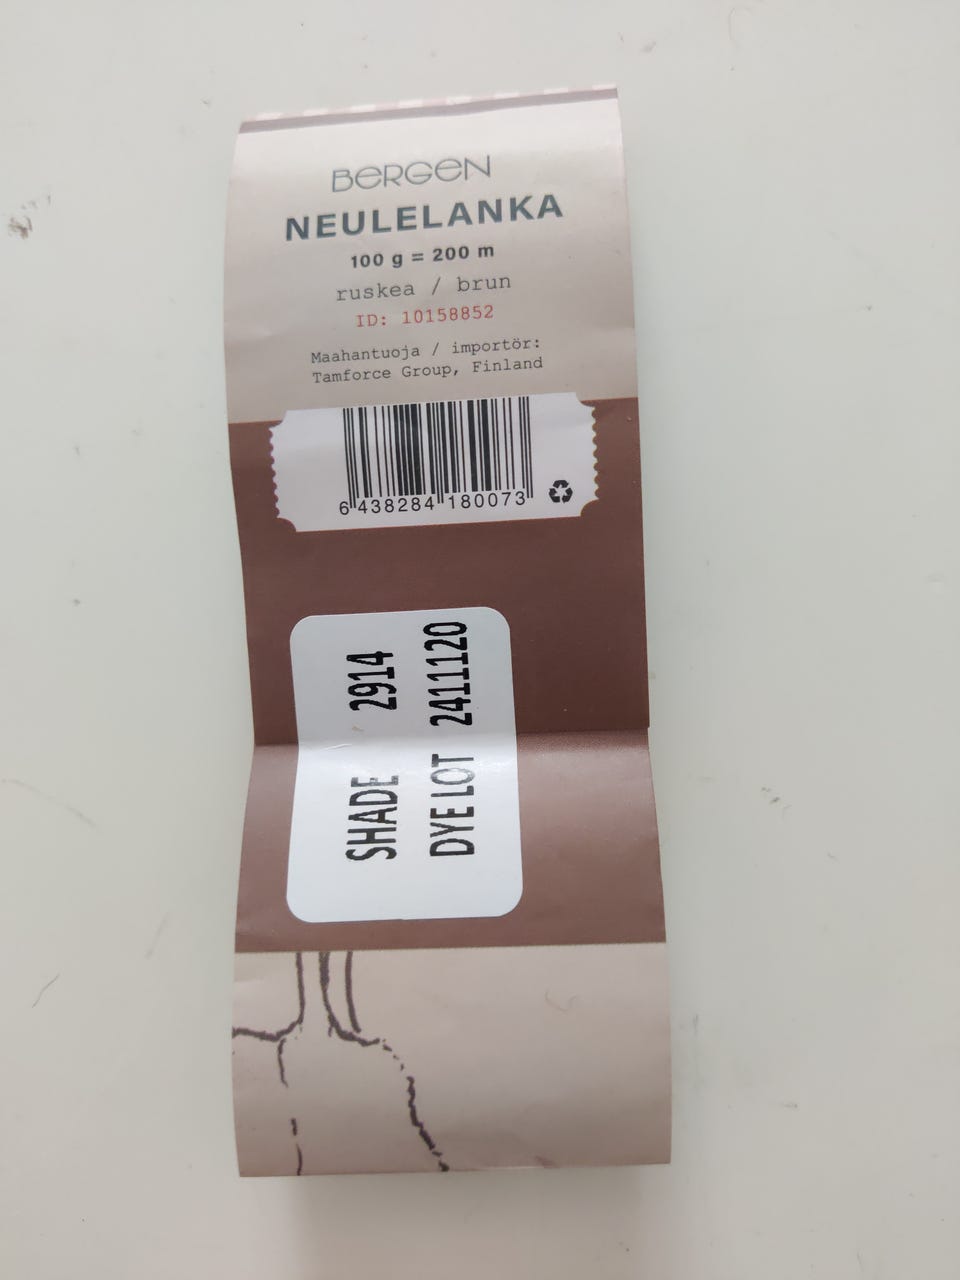 BERGEN
NEULELANKA
100 g = 200 m
ruskea / brun
ID: 10158852
Maahantuoja / importör:
Tamforce Group, Finland
6 438284 180073
SHADE 2914
DYE LOT 2411120